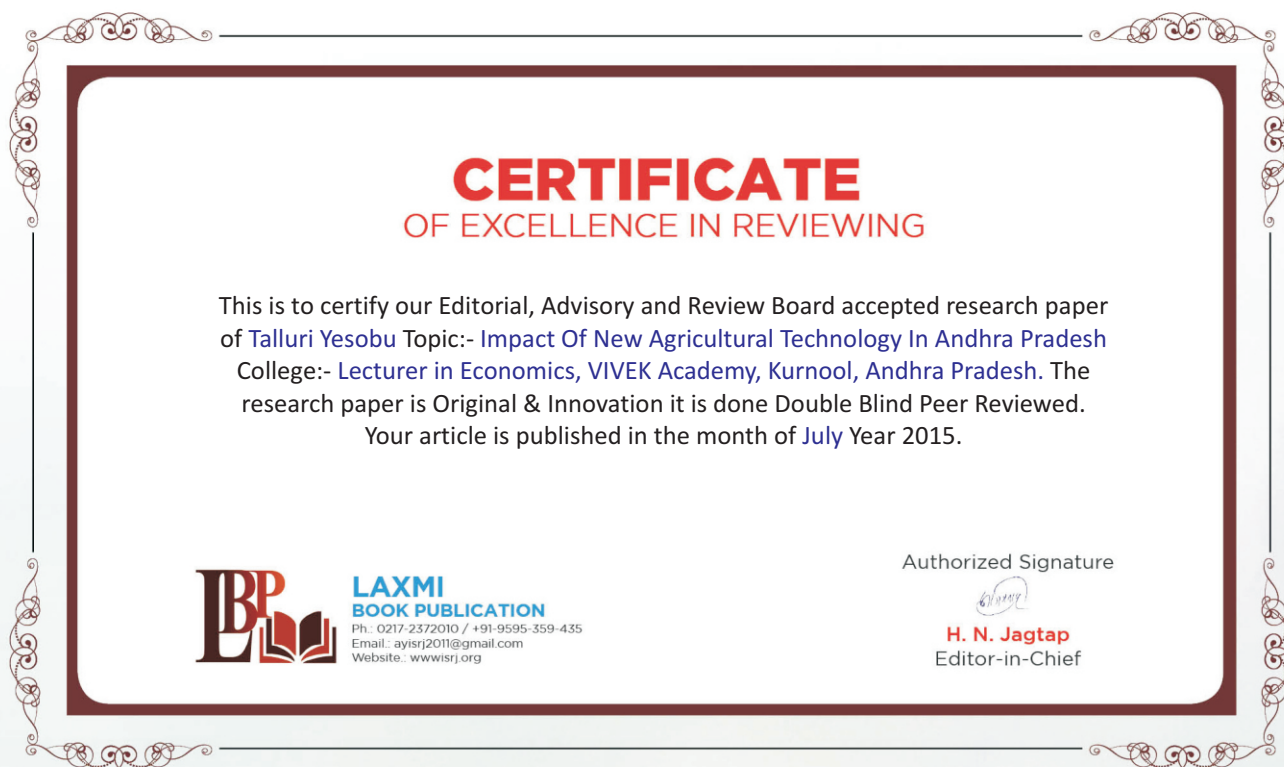 CERTIFICATE
OF EXCELLENCE IN REVIEWING
This is to certify our Editorial, Advisory and Review Board accepted research paper
of Talluri Yesobu Topic:- Impact Of New Agricultural Technology In Andhra Pradesh
College:- Lecturer in Economics, VIVEK Academy, Kurnool, Andhra Pradesh. The
research paper is Original & Innovation it is done Double Blind Peer Reviewed.
Your article is published in the month of July Year 2015.
LBP
LAXMI
BOOK PUBLICATION
Ph.: 0217-2372010 / +91-9595-359-435
Email.: ayisrj2011@gmail.com
Website.: wwwisrj.org
Authorized Signature
H. N. Jagtap
Editor-in-Chief